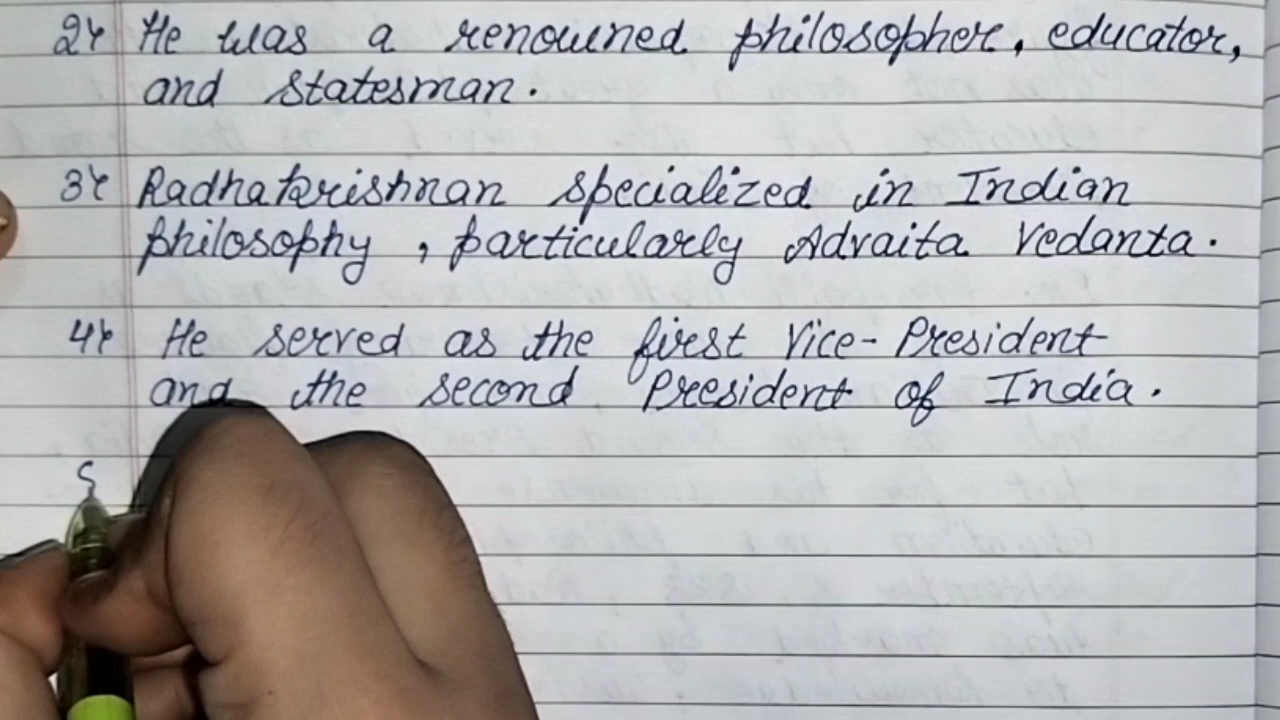 2. He was a renowned philosopher, educator,
and statesman.
3. Radhakrishnan specialized in Indian
philosophy, particularly Advaita Vedanta.
4. He served as the first Vice-President
and the second President of India.
5